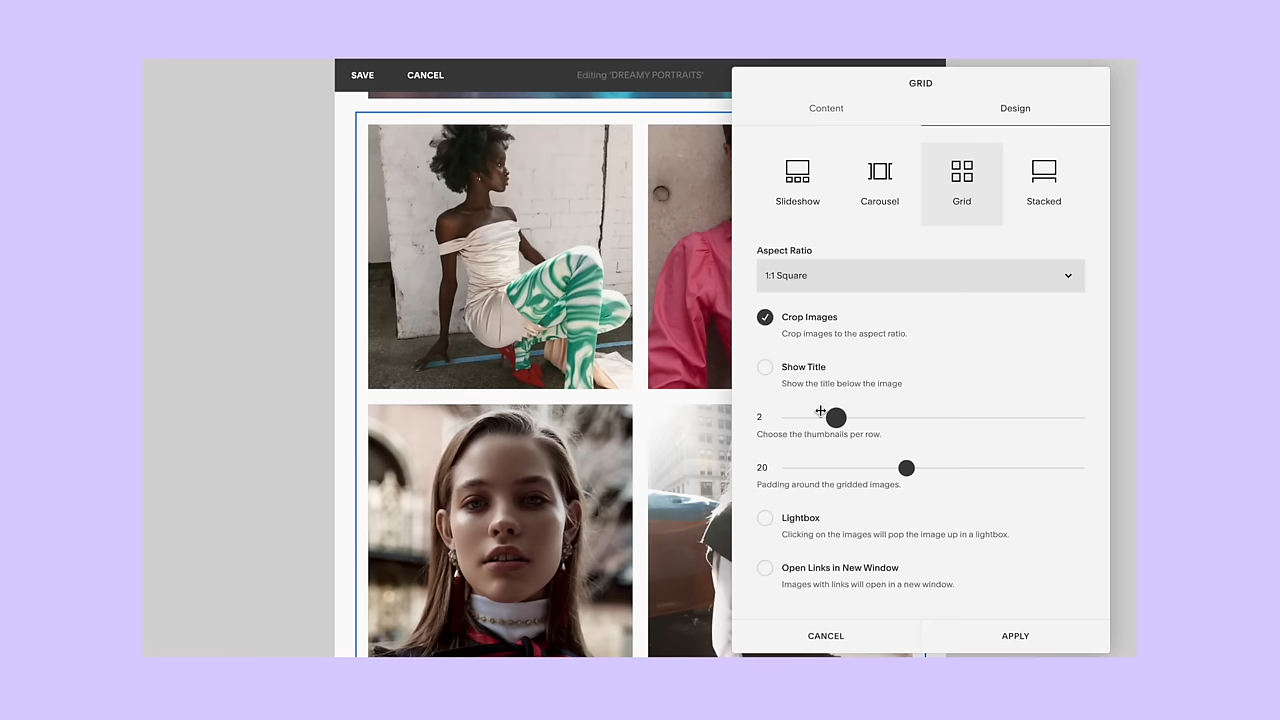 SAVE
CANCEL
Editing 'DREAMY PORTRAITS'
GRID
Content
Design
Slideshow
Carousel
Grid
Stacked
Aspect Ratio
1:1 Square
Crop Images
Crop images to the aspect ratio.
Show Title
Show the title below the image
2
Choose the thumbnails per row.
20
Padding around the gridded images.
Lightbox
Clicking on the images will pop the image up in a lightbox.
Open Links in New Window
Images with links will open in a new window.
CANCEL
APPLY